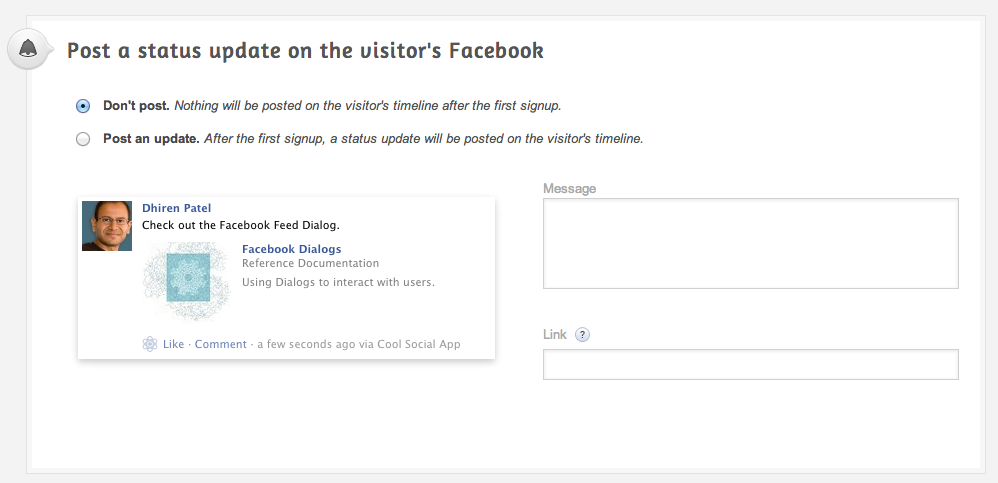 Post a status update on the visitor's Facebook
Don't post. Nothing will be posted on the visitor's timeline after the first signup.
Post an update. After the first signup, a status update will be posted on the visitor's timeline.
Dhiren Patel
Check out the Facebook Feed Dialog.
Facebook Dialogs
Reference Documentation
Using Dialogs to interact with users.
Like · Comment · a few seconds ago via Cool Social App
Message
Link ?